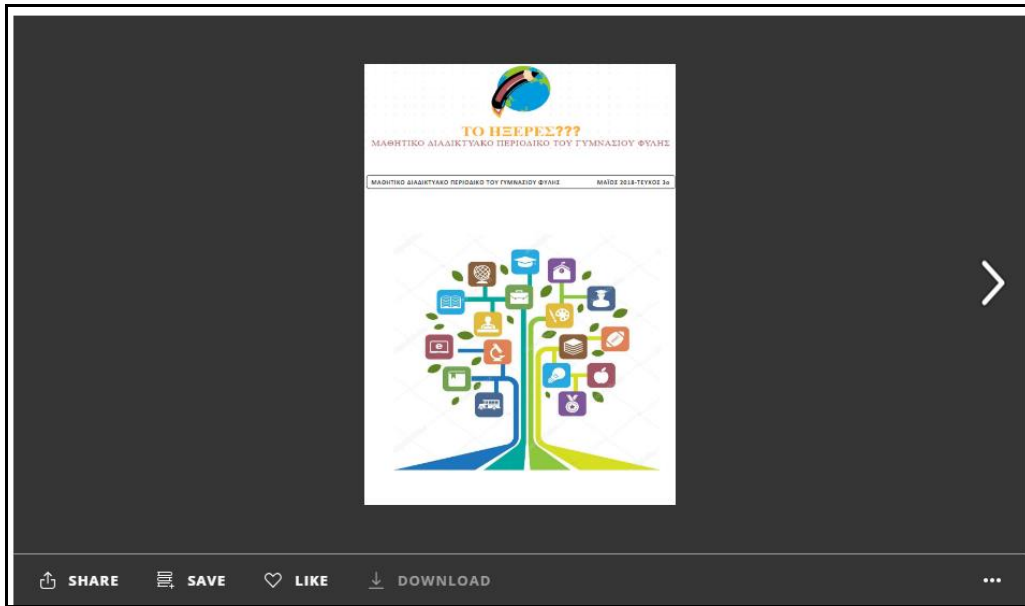 ΤΟ ΗΞΕΡΕΣ???
ΜΑΘΗΤΙΚΟ ΔΙΑΔΙΚΤΥΑΚΟ ΠΕΡΙΟΔΙΚΟ ΤΟΥ ΓΥΜΝΑΣΙΟΥ ΦΥΛΗΣ
ΜΑΘΗΤΙΚΟ ΔΙΑΔΙΚΤΥΑΚΟ ΠΕΡΙΟΔΙΚΟ ΤΟΥ ΓΥΜΝΑΣΙΟΥ ΦΥΛΗΣ ΜΑΪΟΣ 2018-ΤΕΥΧΟΣ 3ο
e
SHARE SAVE LIKE DOWNLOAD